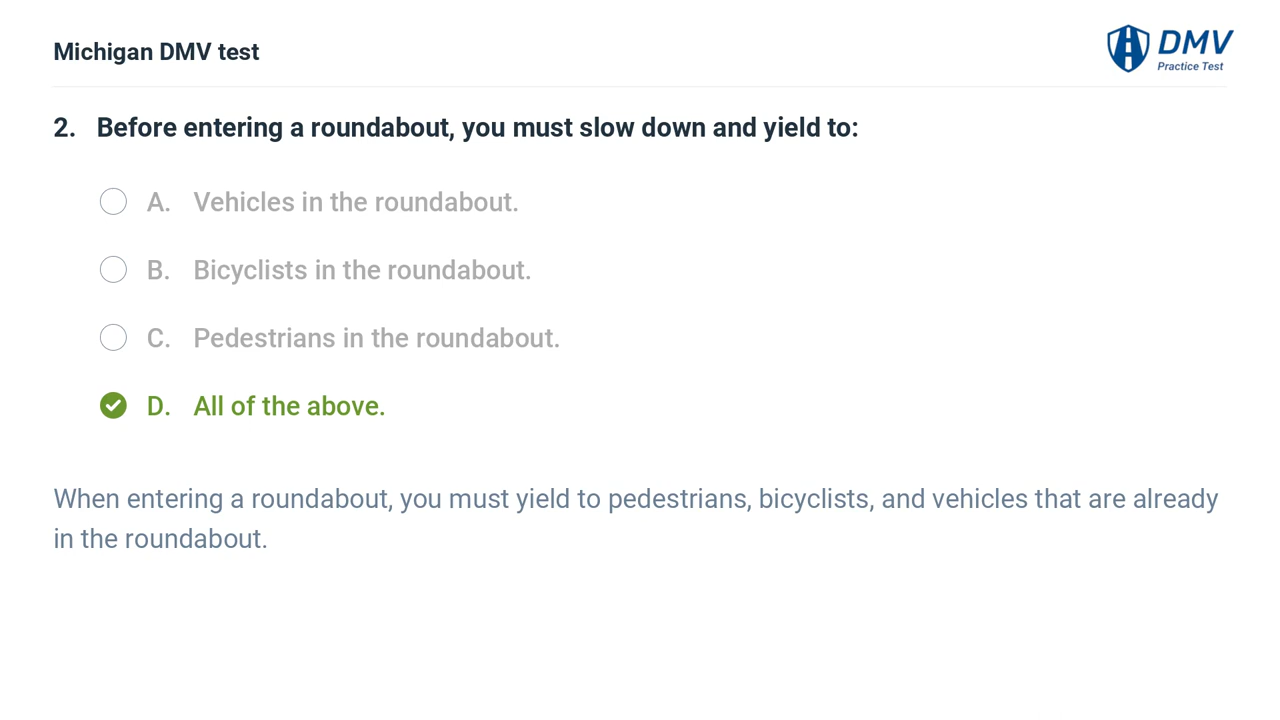 Michigan DMV test
DMV
Practice Test
2. Before entering a roundabout, you must slow down and yield to:
A. Vehicles in the roundabout.
B. Bicyclists in the roundabout.
C. Pedestrians in the roundabout.
D. All of the above.
When entering a roundabout, you must yield to pedestrians, bicyclists, and vehicles that are already
in the roundabout.